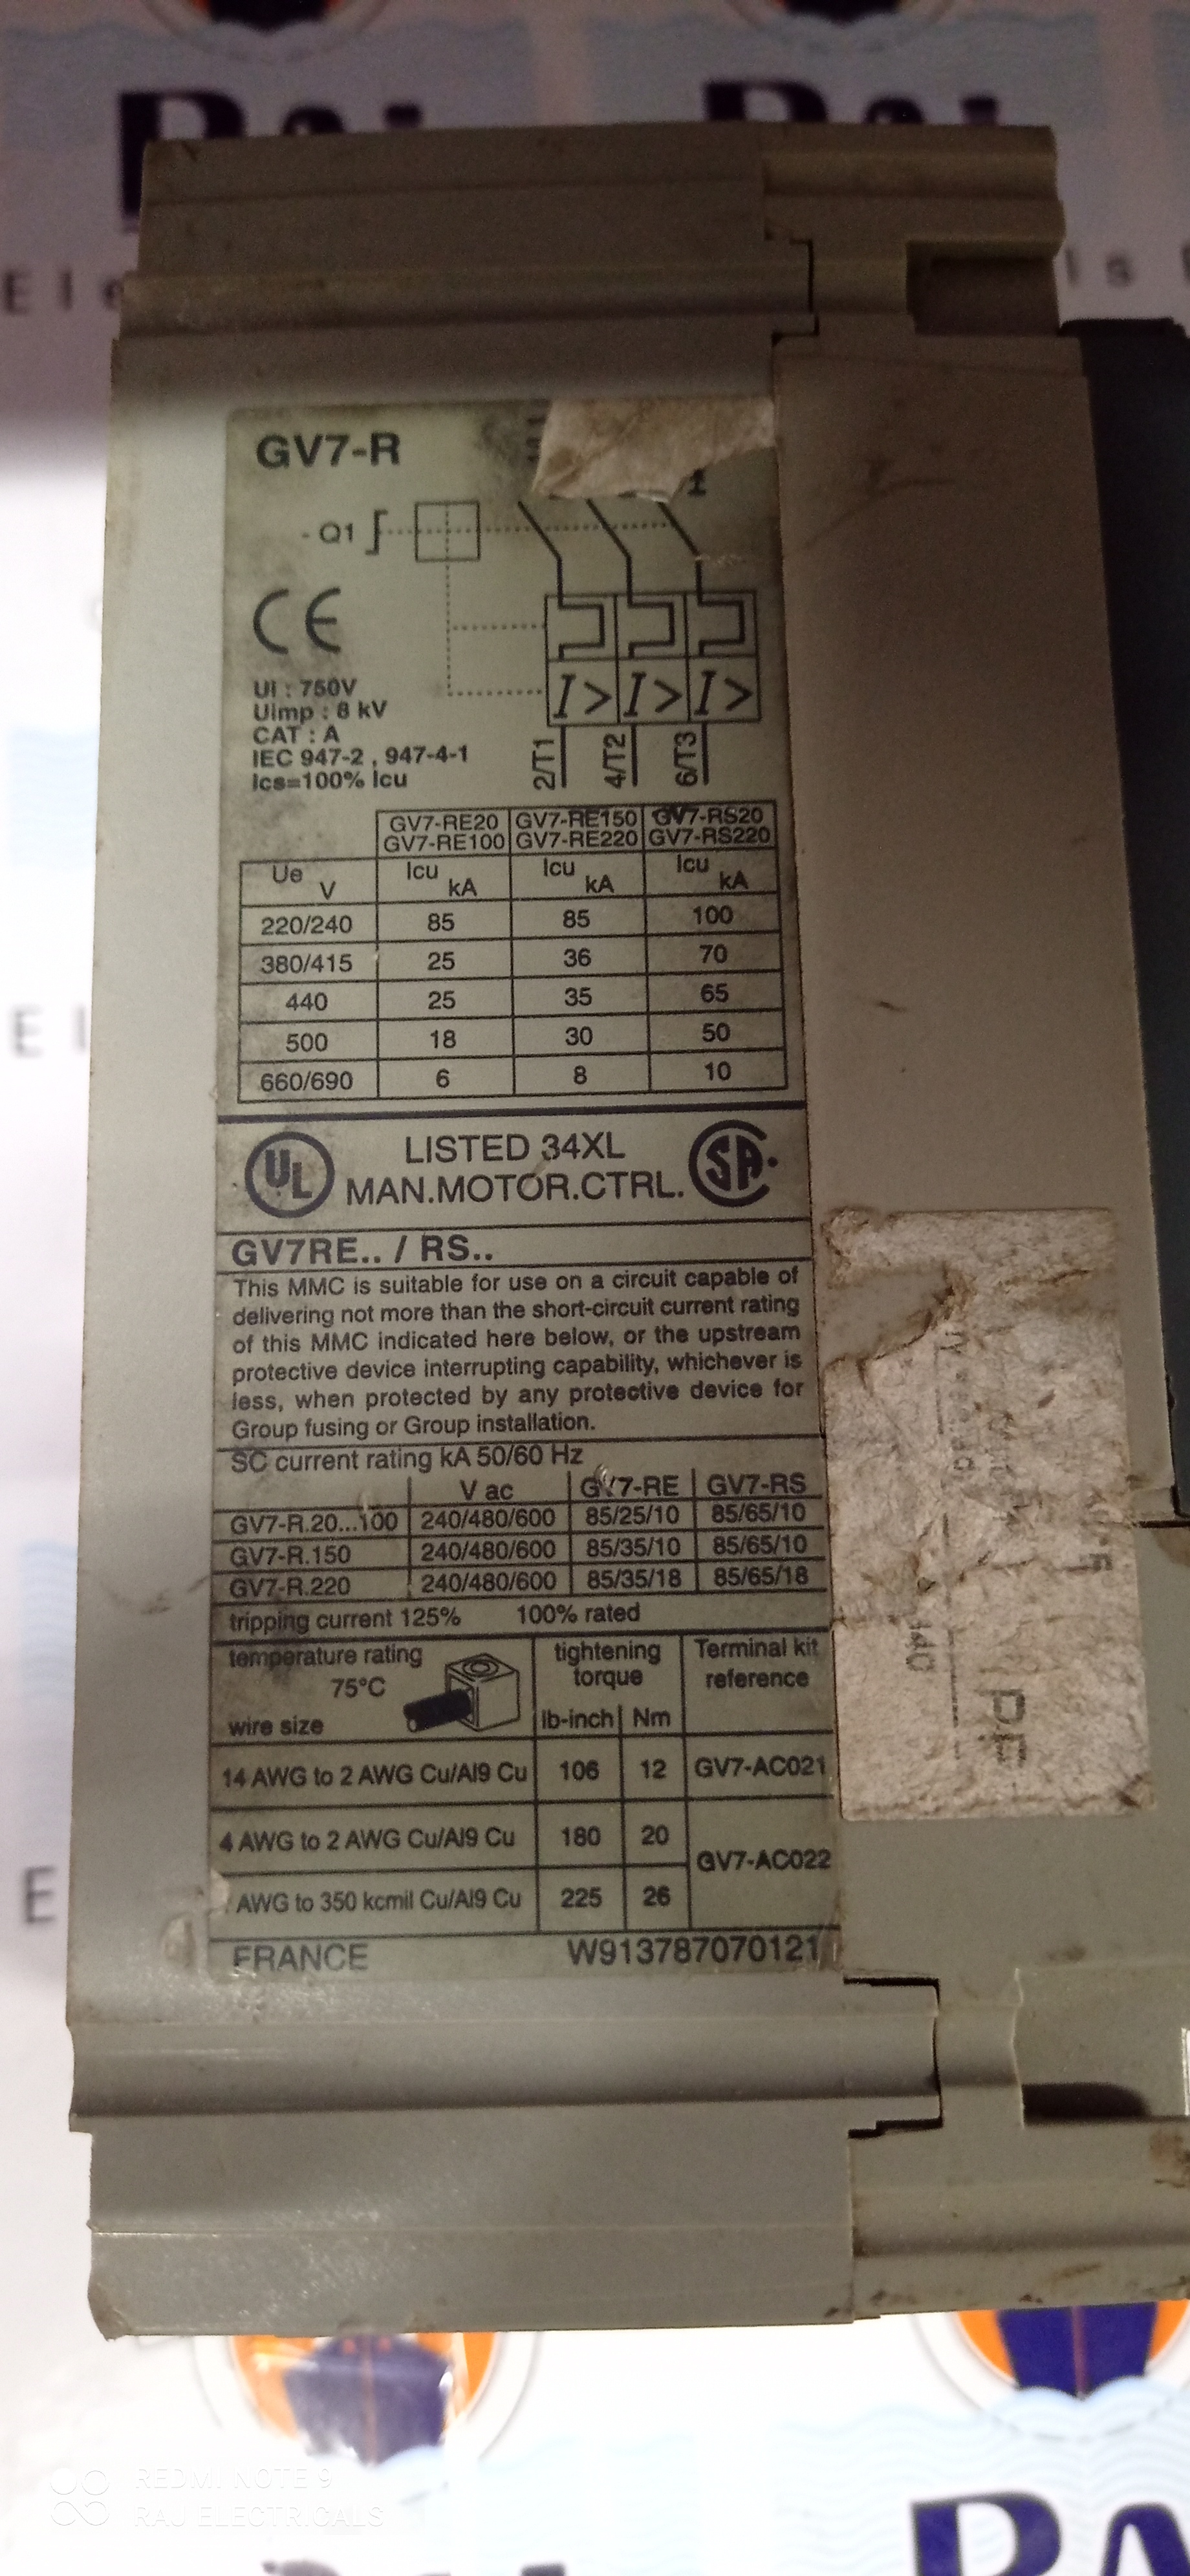 GV7-R
1
- Q1
CE
Ui : 750V
Uimp : 8 kV
CAT : A
IEC 947-2 , 947-4-1
Ics=100% Icu
I > I > I >
2/T1 4/T2 6/T3
GV7-RE20 GV7-RE150 GV7-RS20
GV7-RE100 GV7-RE220 GV7-RS220
Ue V Icu kA Icu kA Icu kA
220/240 85 85 100
380/415 25 36 70
440 25 35 65
500 18 30 50
660/690 6 8 10
UL LISTED 34XL SA
MAN.MOTOR.CTRL.
GV7RE.. / RS..
This MMC is suitable for use on a circuit capable of
delivering not more than the short-circuit current rating
of this MMC indicated here below, or the upstream
protective device interrupting capability, whichever is
less, when protected by any protective device for
Group fusing or Group installation.
SC current rating kA 50/60 Hz
V ac GV7-RE GV7-RS
GV7-R.20...100 240/480/600 85/25/10 85/65/10
GV7-R.150 240/480/600 85/35/10 85/65/10
GV7-R.220 240/480/600 85/35/18 85/65/18
tripping current 125% 100% rated
temperature rating tightening Terminal kit
75°C torque reference
wire size lb-inch Nm
14 AWG to 2 AWG Cu/Al9 Cu 106 12 GV7-AC021
4 AWG to 2 AWG Cu/Al9 Cu 180 20
GV7-AC022
AWG to 350 kcmil Cu/Al9 Cu 225 26
FRANCE W913787070121
REDMI NOTE 9
RAJ ELECTRICALS